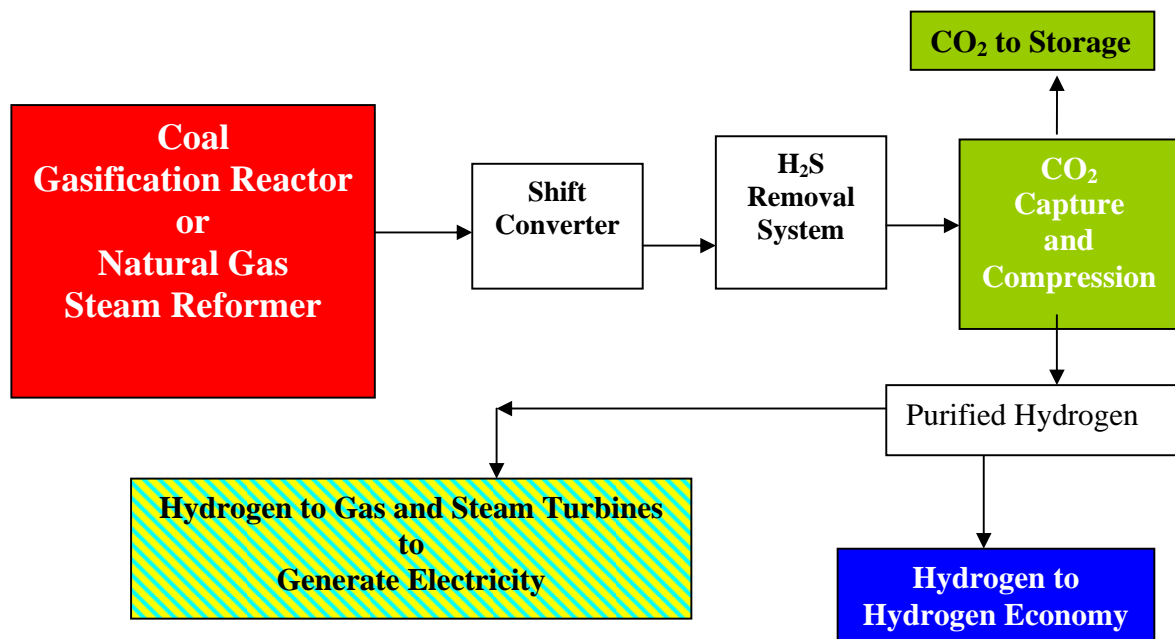 CO₂ to Storage
Coal
Gasification Reactor
or
Natural Gas
Steam Reformer
Shift
Converter
H₂S
Removal
System
CO₂
Capture
and
Compression
Purified Hydrogen
Hydrogen to Gas and Steam Turbines
to
Generate Electricity
Hydrogen to
Hydrogen Economy